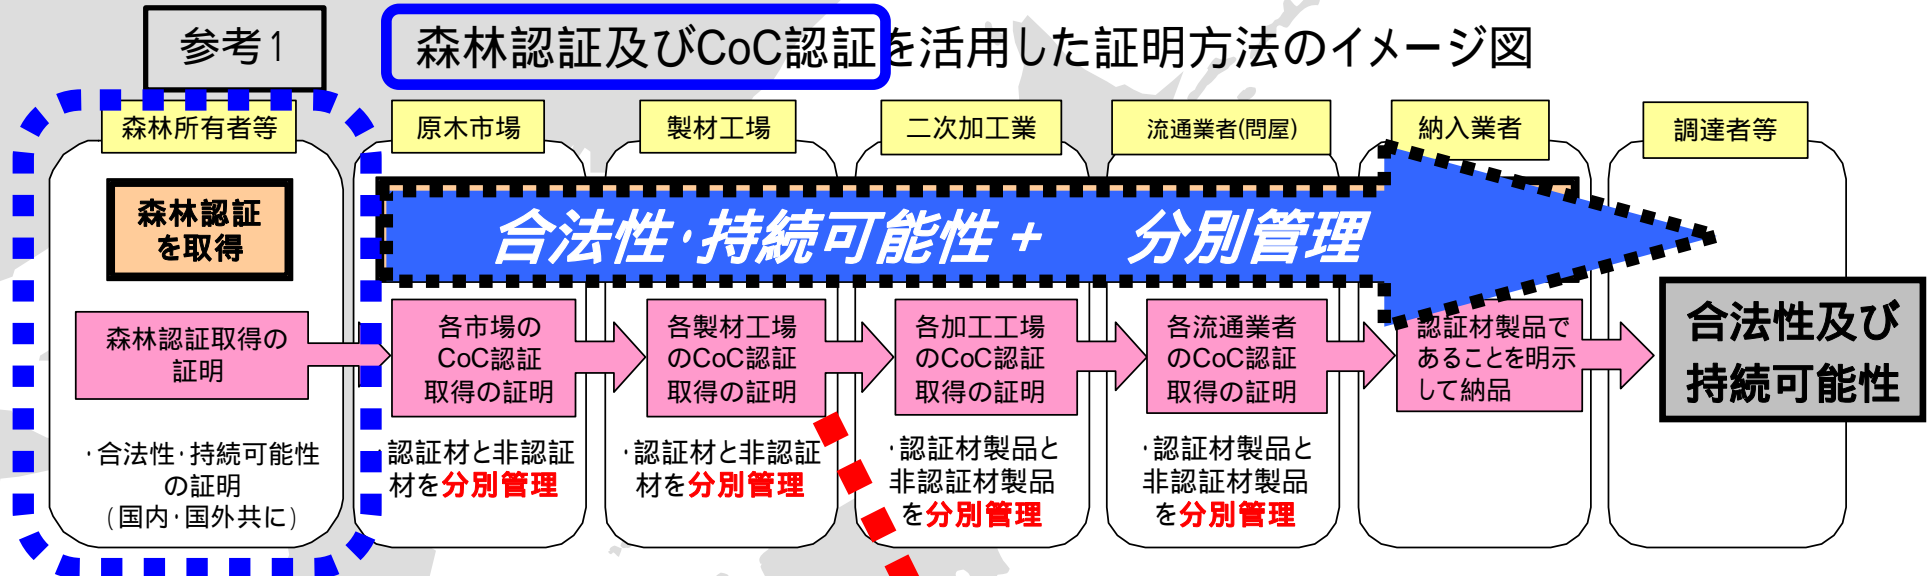 参考1
森林認証及びCoC認証を活用した証明方法のイメージ図
森林所有者等
原木市場
製材工場
二次加工業
流通業者(問屋)
納入業者
調達者等
森林認証
を取得
合法性・持続可能性+ 分別管理
森林認証取得の
証明
各市場の
CoC認証
取得の証明
各製材工場
のCoC認証
取得の証明
各加工工場
のCoC認証
取得の証明
各流通業者
のCoC認証
取得の証明
認証材製品で
あることを明示
して納品
合法性及び
持続可能性
・合法性・持続可能性
の証明
(国内・国外共に)
・認証材と非認証
材を分別管理
・認証材と非認証
材を分別管理
・認証材製品と
非認証材製品
を分別管理
・認証材製品と
非認証材製品
を分別管理